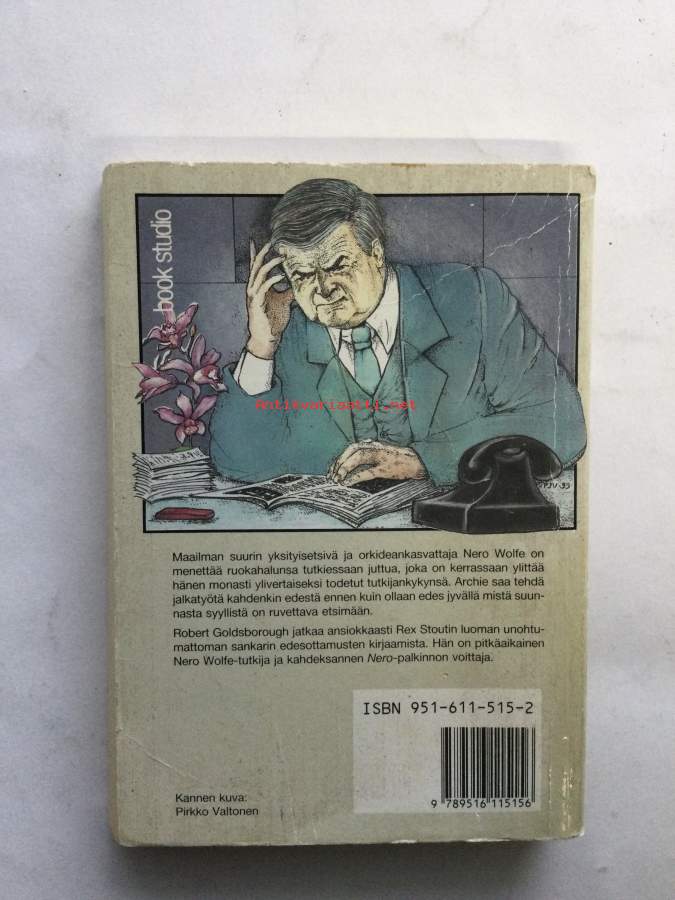 book studio
Antikvariaatti.net
PJV-93
Maailman suurin yksityisetsivä ja orkideankasvattaja Nero Wolfe on
menettää ruokahalunsa tutkiessaan juttua, joka on kerrassaan ylittää
hänen monasti ylivertaiseksi todetut tutkijankykynsä. Archie saa tehdä
jalkatyötä kahdenkin edestä ennen kuin ollaan edes jyvällä mistä suun-
nasta syyllistä on ruvettava etsimään.
Robert Goldsborough jatkaa ansiokkaasti Rex Stoutin luoman unohtu-
mattoman sankarin edesottamusten kirjaamista. Hän on pitkäaikainen
Nero Wolfe-tutkija ja kahdeksannen Nero-palkinnon voittaja.
ISBN 951-611-515-2
9 789516 115156
Kannen kuva:
Pirkko Valtonen